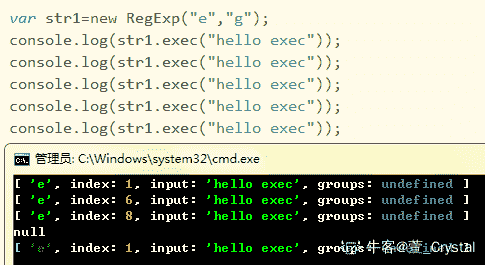 var str1=new RegExp("e","g");
console.log(str1.exec("hello exec"));
console.log(str1.exec("hello exec"));
console.log(str1.exec("hello exec"));
console.log(str1.exec("hello exec"));
console.log(str1.exec("hello exec"));
管理员: C:\Windows\system32\cmd.exe
[ 'e', index: 1, input: 'hello exec', groups: undefined ]
[ 'e', index: 6, input: 'hello exec', groups: undefined ]
[ 'e', index: 8, input: 'hello exec', groups: undefined ]
null
[ 'e', index: 1, input: 'hello exec', groups: undefined ]
牛客@萱_Crystal